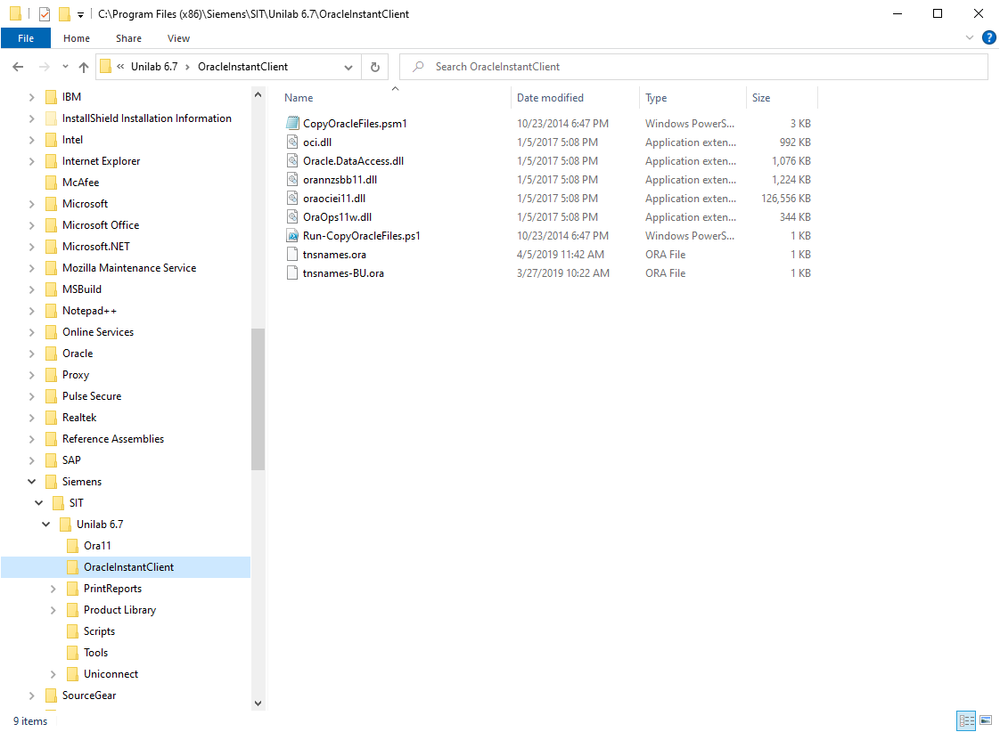 C:\Program Files (x86)\Siemens\SIT\Unilab 6.7\OracleInstantClient
File Home Share View
?
« Unilab 6.7 > OracleInstantClient
Search OracleInstantClient
IBM
InstallShield Installation Information
Intel
Internet Explorer
McAfee
Microsoft
Microsoft Office
Microsoft.NET
Mozilla Maintenance Service
MSBuild
Notepad++
Online Services
Oracle
Proxy
Pulse Secure
Realtek
Reference Assemblies
SAP
Siemens
SIT
Unilab 6.7
Ora11
OracleInstantClient
PrintReports
Product Library
Scripts
Tools
Uniconnect
SourceGear
Name Date modified Type Size
CopyOracleFiles.psm1 10/23/2014 6:47 PM Windows PowerS... 3 KB
oci.dll 1/5/2017 5:08 PM Application exten... 992 KB
Oracle.DataAccess.dll 1/5/2017 5:08 PM Application exten... 1,076 KB
orannzsbb11.dll 1/5/2017 5:08 PM Application exten... 1,224 KB
oraociei11.dll 1/5/2017 5:08 PM Application exten... 126,556 KB
OraOps11w.dll 1/5/2017 5:08 PM Application exten... 344 KB
Run-CopyOracleFiles.ps1 10/23/2014 6:47 PM Windows PowerS... 1 KB
tnsnames.ora 4/5/2019 11:42 AM ORA File 1 KB
tnsnames-BU.ora 3/27/2019 10:22 AM ORA File 1 KB
9 items